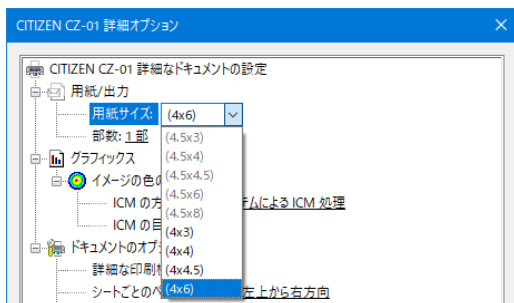 CITIZEN CZ-01 詳細オプション
CITIZEN CZ-01 詳細なドキュメントの設定
用紙/出力
用紙サイズ: (4x6)
部数: 1 部
(4.5x3)
(4.5x4)
(4.5x4.5)
(4.5x6)
(4.5x8)
(4x3)
(4x4)
(4x4.5)
(4x6)
グラフィックス
イメージの色の
ICM の方 テムによる ICM 処理
ICM の目
ドキュメントのオプ
詳細な印刷
シートごとのペ 左上から右方向